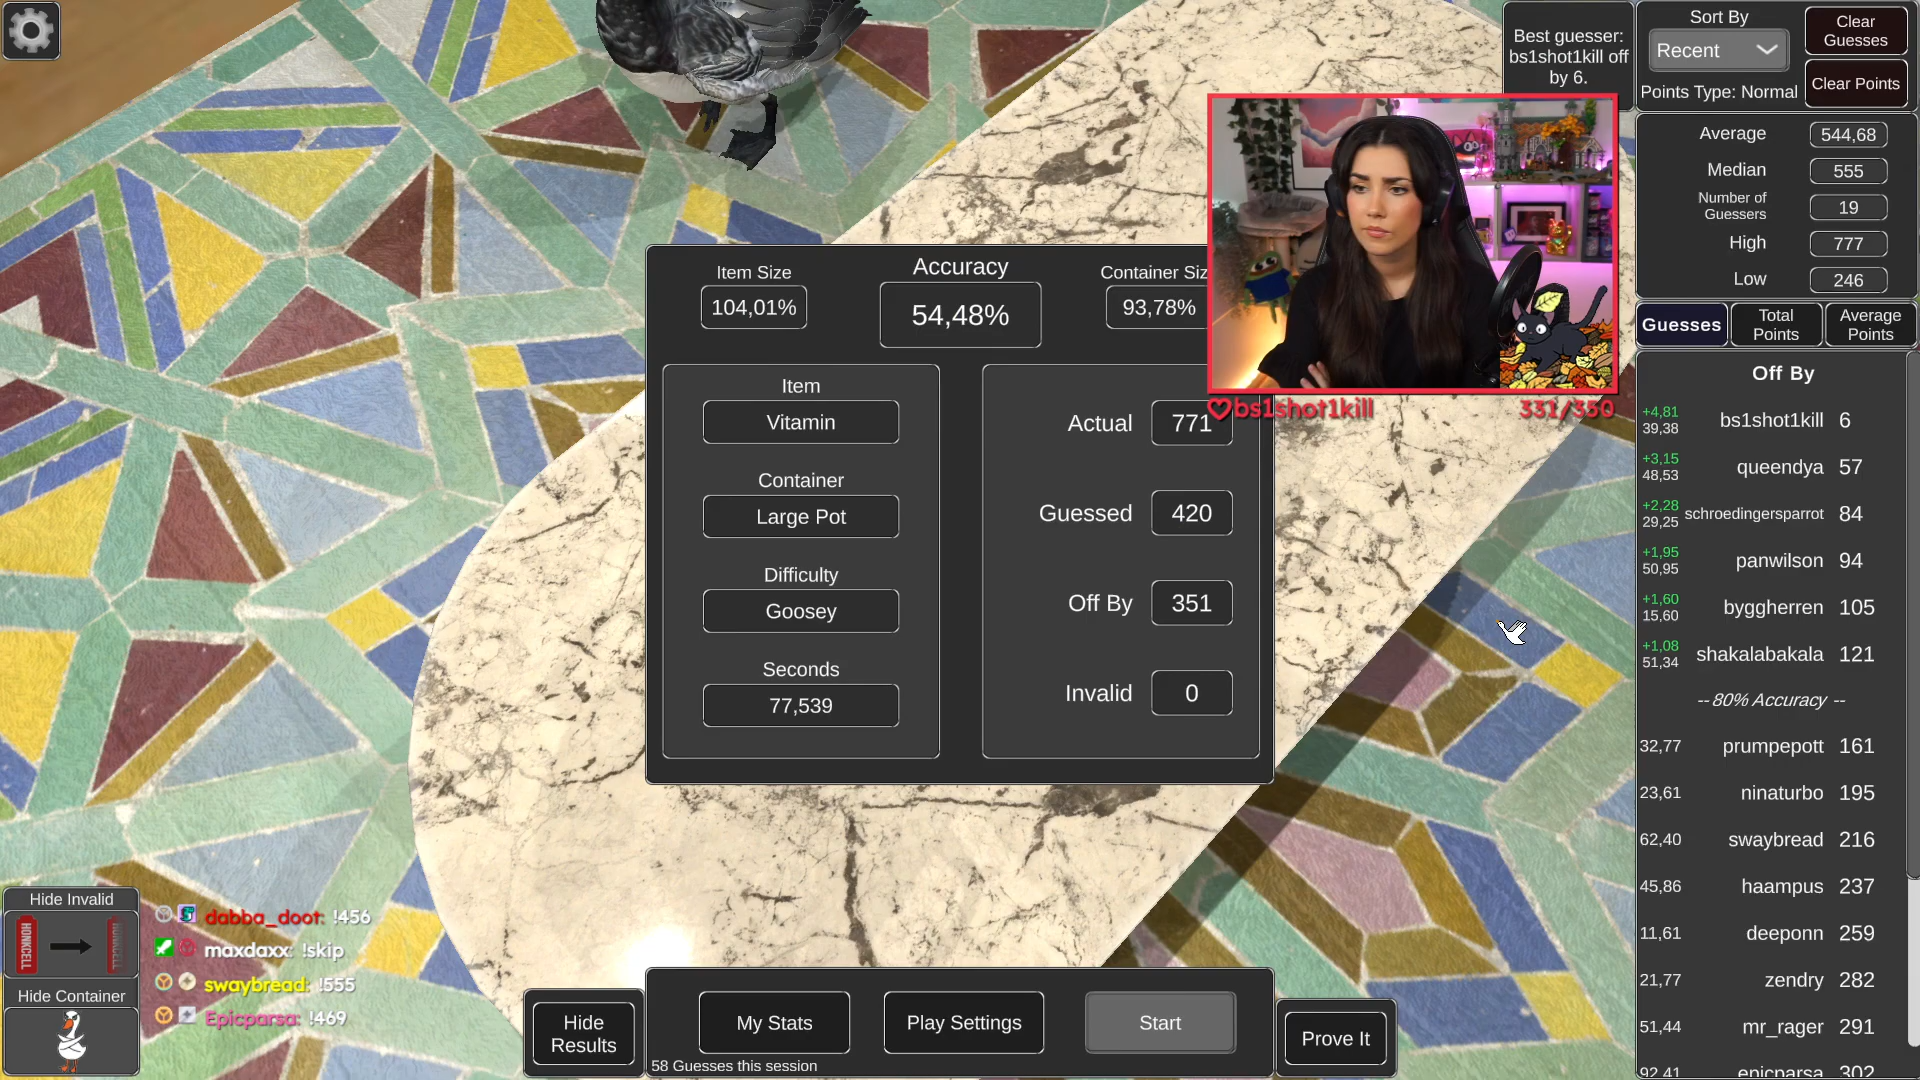 Best guesser:
bs1shot1kill off
by 6.
Sort By
Recent
Points Type: Normal
Clear
Guesses
Clear Points
Average 544,68
Median 555
Number of
Guessers 19
High 777
Low 246
Guesses
Total
Points
Average
Points
Off By
+4,81
39,38 bs1shot1kill 6
+3,15
48,53 queendya 57
+2,28
29,25 schroedingersparrot 84
+1,95
50,95 panwilson 94
+1,60
15,60 byggherren 105
+1,08
51,34 shakalabakala 121
-- 80% Accuracy --
32,77 prumpepott 161
23,61 ninaturbo 195
62,40 swaybread 216
45,86 haampus 237
11,61 deeponn 259
21,77 zendry 282
51,44 mr_rager 291
92,41 epicparsa 302
bs1shot1kill 331/350
Item Size
104,01%
Accuracy
54,48%
Container Siz
93,78%
Item
Vitamin
Container
Large Pot
Difficulty
Goosey
Seconds
77,539
Actual 771
Guessed 420
Off By 351
Invalid 0
Hide Invalid
HONKCELL
HONKCELL
Hide Container
dabba_doot: !456
maxdaxx: !skip
swaybread: !555
Epicparsa: !469
Hide
Results
My Stats
Play Settings
Start
Prove It
58 Guesses this session